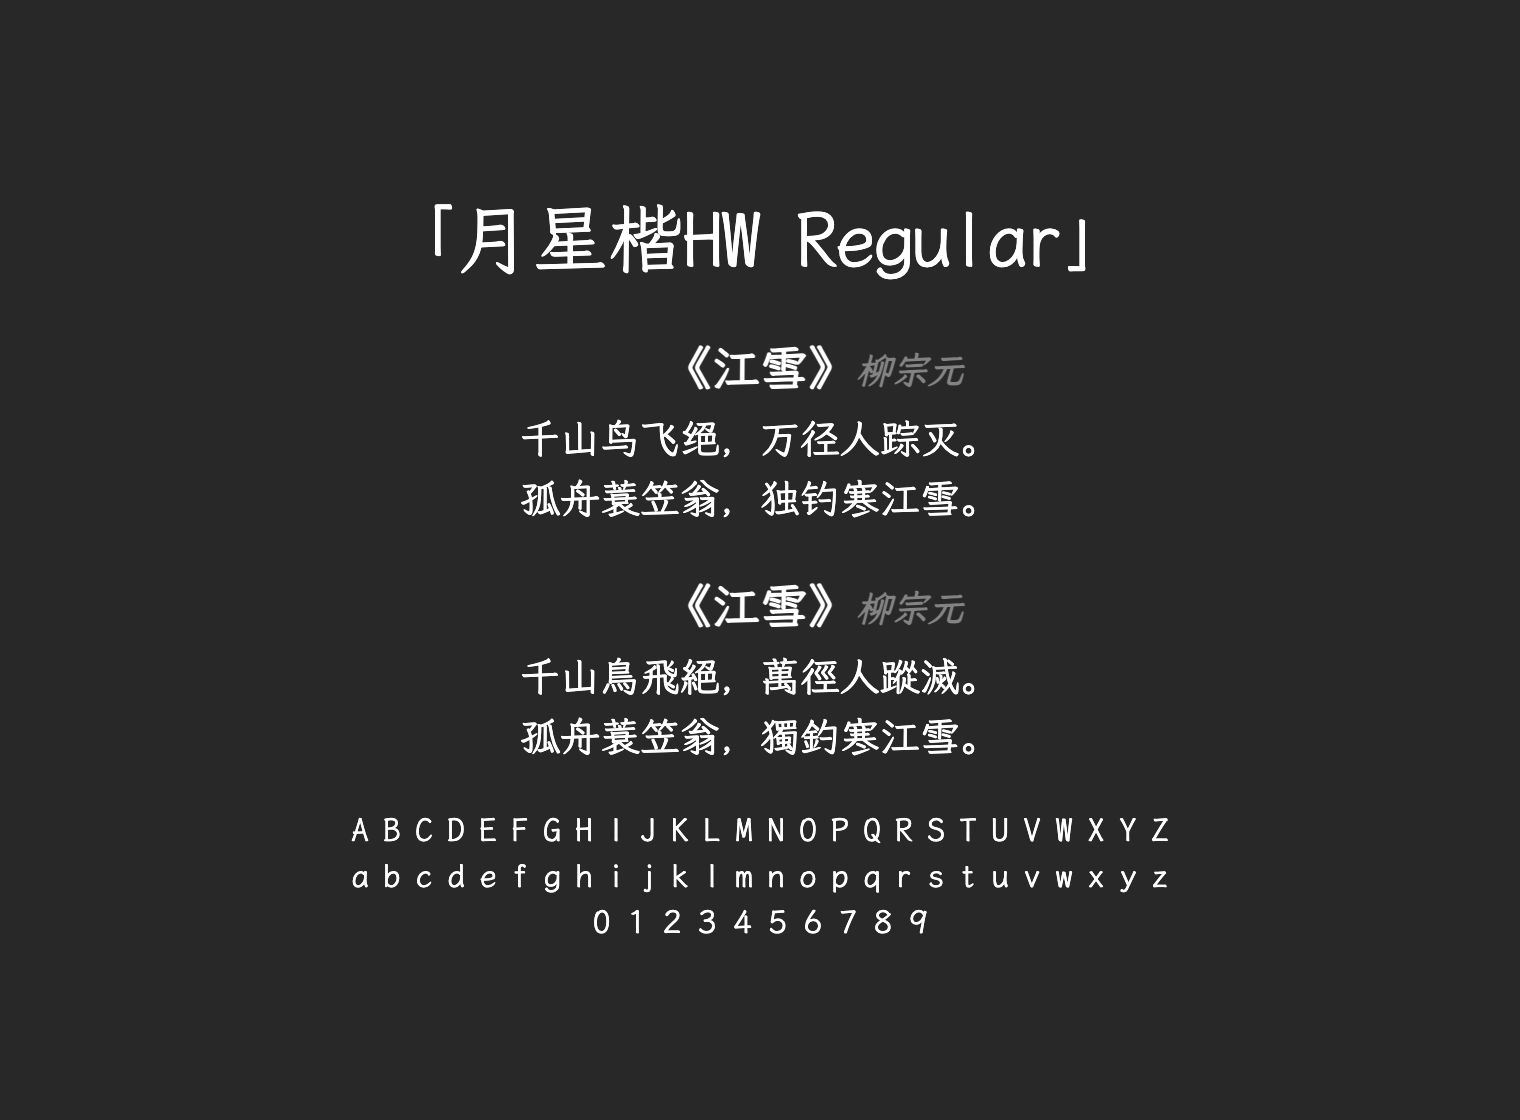 「月星楷HW Regular」
《江雪》柳宗元
千山鸟飞绝，万径人踪灭。
孤舟蓑笠翁，独钓寒江雪。
《江雪》柳宗元
千山鳥飛絕，萬徑人蹤滅。
孤舟蓑笠翁，獨釣寒江雪。
A B C D E F G H I J K L M N O P Q R S T U V W X Y Z
a b c d e f g h i j k l m n o p q r s t u v w x y z
0 1 2 3 4 5 6 7 8 9